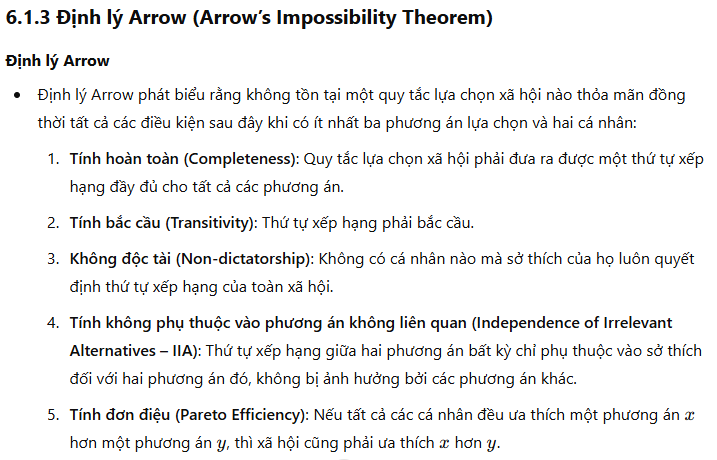 6.1.3 Định lý Arrow (Arrow’s Impossibility Theorem)
Định lý Arrow
• Định lý Arrow phát biểu rằng không tồn tại một quy tắc lựa chọn xã hội nào thỏa mãn đồng
thời tất cả các điều kiện sau đây khi có ít nhất ba phương án lựa chọn và hai cá nhân:
1. Tính hoàn toàn (Completeness): Quy tắc lựa chọn xã hội phải đưa ra được một thứ tự xếp
hạng đầy đủ cho tất cả các phương án.
2. Tính bắc cầu (Transitivity): Thứ tự xếp hạng phải bắc cầu.
3. Không độc tài (Non-dictatorship): Không có cá nhân nào mà sở thích của họ luôn quyết
định thứ tự xếp hạng của toàn xã hội.
4. Tính không phụ thuộc vào phương án không liên quan (Independence of Irrelevant
Alternatives – IIA): Thứ tự xếp hạng giữa hai phương án bất kỳ chỉ phụ thuộc vào sở thích
đối với hai phương án đó, không bị ảnh hưởng bởi các phương án khác.
5. Tính đơn điệu (Pareto Efficiency): Nếu tất cả các cá nhân đều ưa thích một phương án x
hơn một phương án y, thì xã hội cũng phải ưa thích x hơn y.